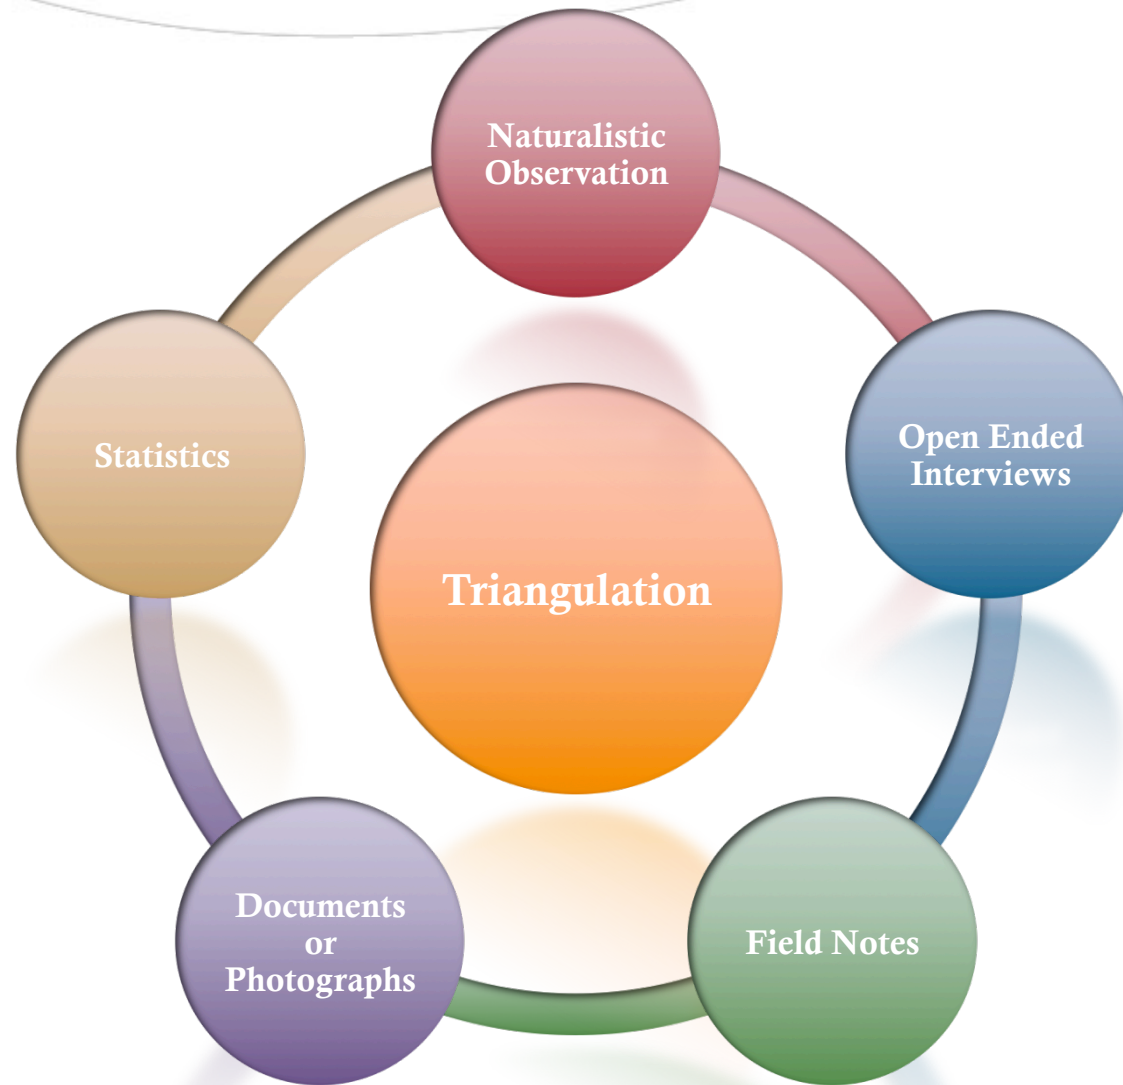 Naturalistic
Observation
Open Ended
Interviews
Field Notes
Documents
or
Photographs
Statistics
Triangulation